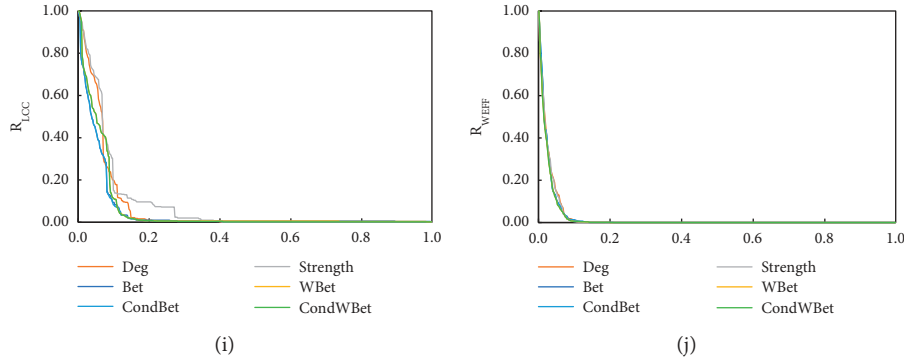 1.00
0.80
0.60
0.40
0.20
0.00
R_LCC
0.0 0.2 0.4 0.6 0.8 1.0
Deg Strength
Bet WBet
CondBet CondWBet
(i)
1.00
0.80
0.60
0.40
0.20
0.00
R_WEFF
0.0 0.2 0.4 0.6 0.8 1.0
Deg Strength
Bet WBet
CondBet CondWBet
(j)